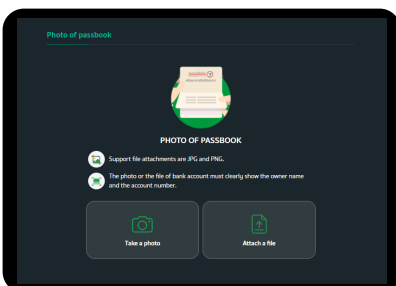 Photo of passbook
PHOTO OF PASSBOOK
Support file attachments are JPG and PNG.
The photo or the file of bank account must clearly show the owner name
and the account number.
Take a photo
Attach a file